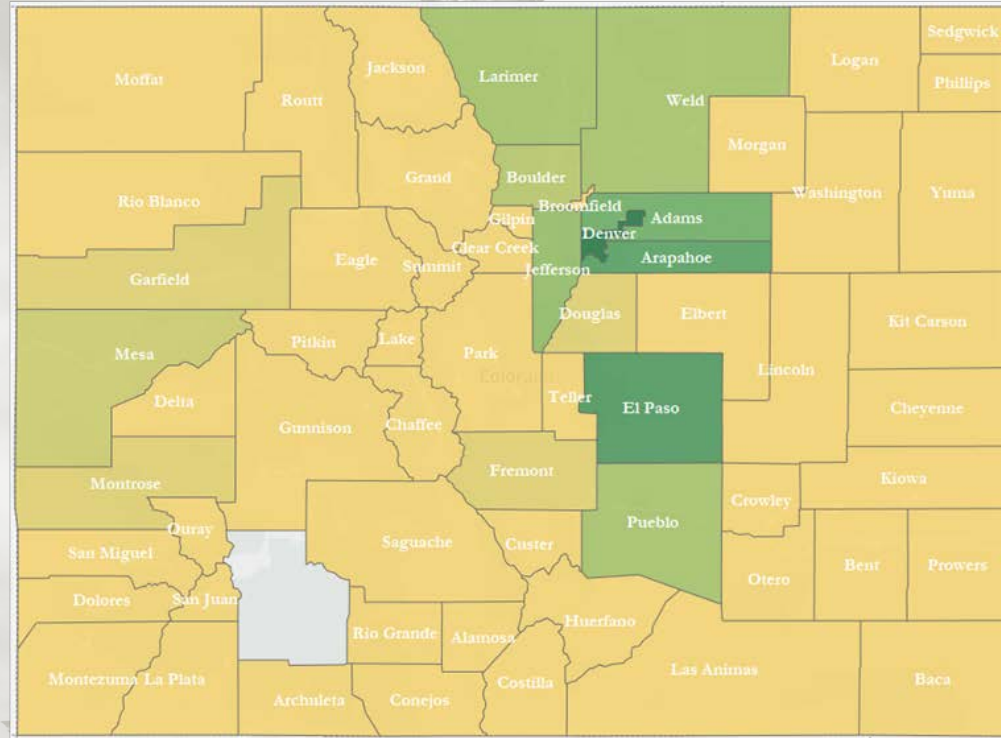 Sedgwick
Logan
Jackson
Moffat
Larimer
Phillips
Routt
Weld
Morgan
Grand
Boulder
Rio Blanco
Washington
Yuma
Broomfield
Gilpin
Adams
Denver
Clear Creek
Eagle
Summit
Arapahoe
Jefferson
Garfield
Douglas
Elbert
Kit Carson
Pitkin
Lake
Mesa
Park
Lincoln
Colorado
Teller
Delta
El Paso
Cheyenne
Gunnison
Chaffee
Fremont
Kiowa
Montrose
Crowley
Pueblo
Ouray
Saguache
Custer
San Miguel
Bent
Prowers
Otero
Dolores
San Juan
Huerfano
Rio Grande
Alamosa
Las Animas
Montezuma
La Plata
Costilla
Baca
Archuleta
Conejos